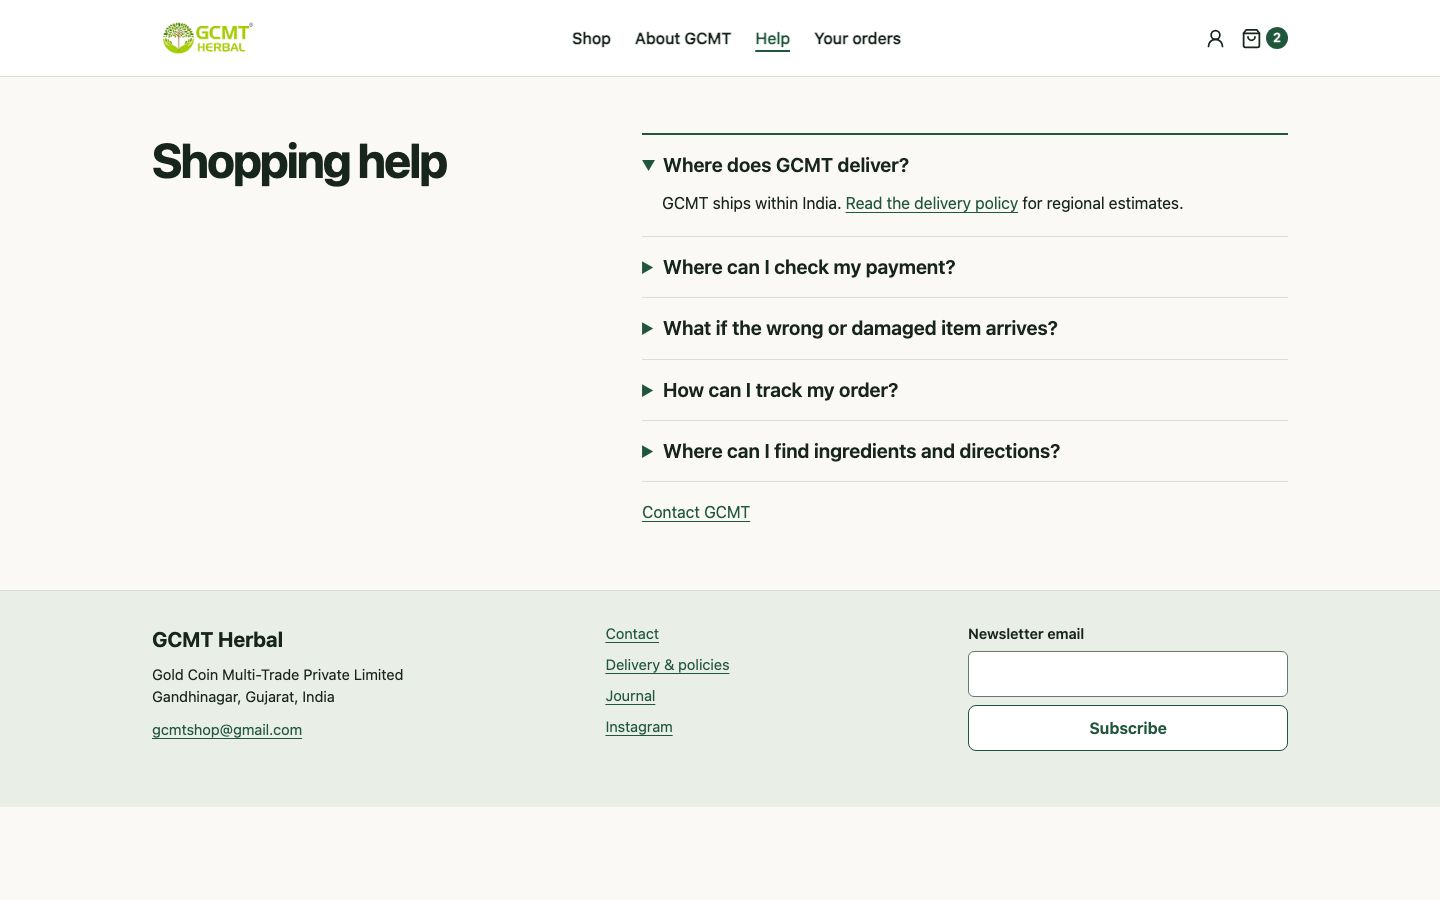 GCMT®
HERBAL
Shop
About GCMT
Help
Your orders
2
Shopping help
Where does GCMT deliver?
GCMT ships within India. Read the delivery policy for regional estimates.
Where can I check my payment?
What if the wrong or damaged item arrives?
How can I track my order?
Where can I find ingredients and directions?
Contact GCMT
GCMT Herbal
Gold Coin Multi-Trade Private Limited
Gandhinagar, Gujarat, India
gcmtshop@gmail.com
Contact
Delivery & policies
Journal
Instagram
Newsletter email
Subscribe